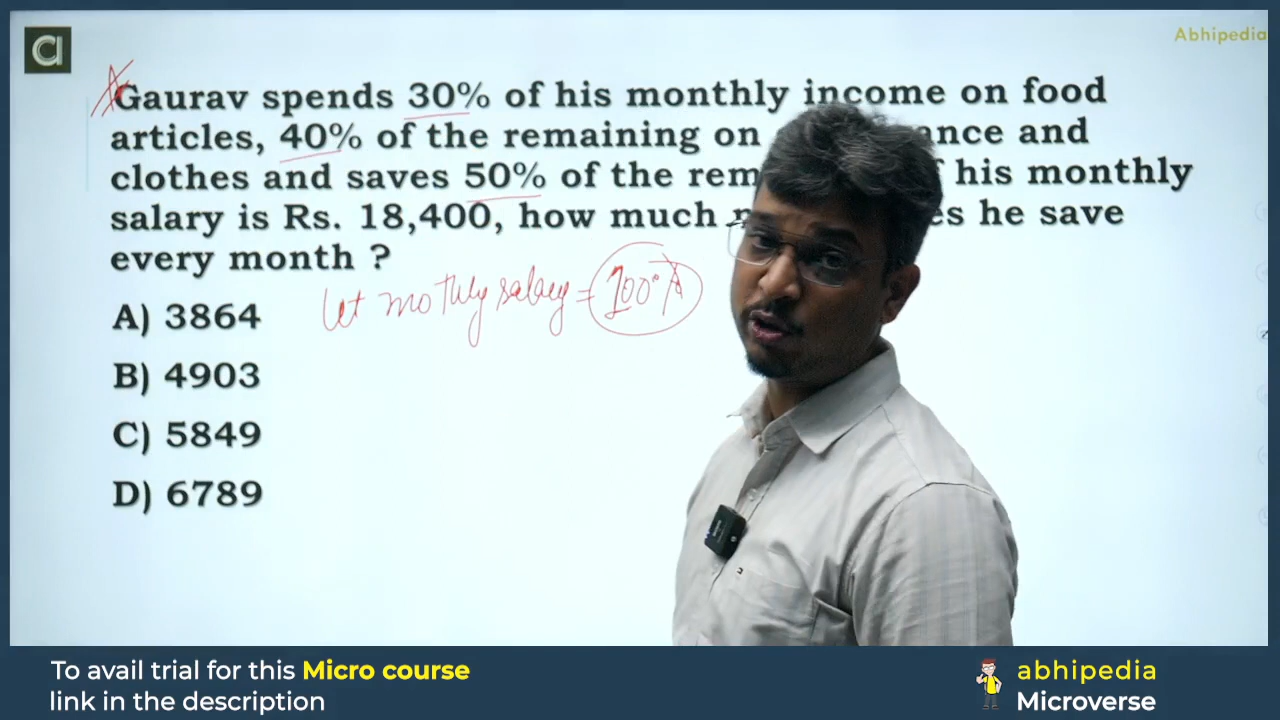 Abhipedia
Gaurav spends 30% of his monthly income on food
articles, 40% of the remaining on ance and
clothes and saves 50% of the rem f his monthly
salary is Rs. 18,400, how much es he save
every month ?
let mothly salary = 100%
A) 3864
B) 4903
C) 5849
D) 6789
To avail trial for this Micro course
link in the description
abhipedia
Microverse